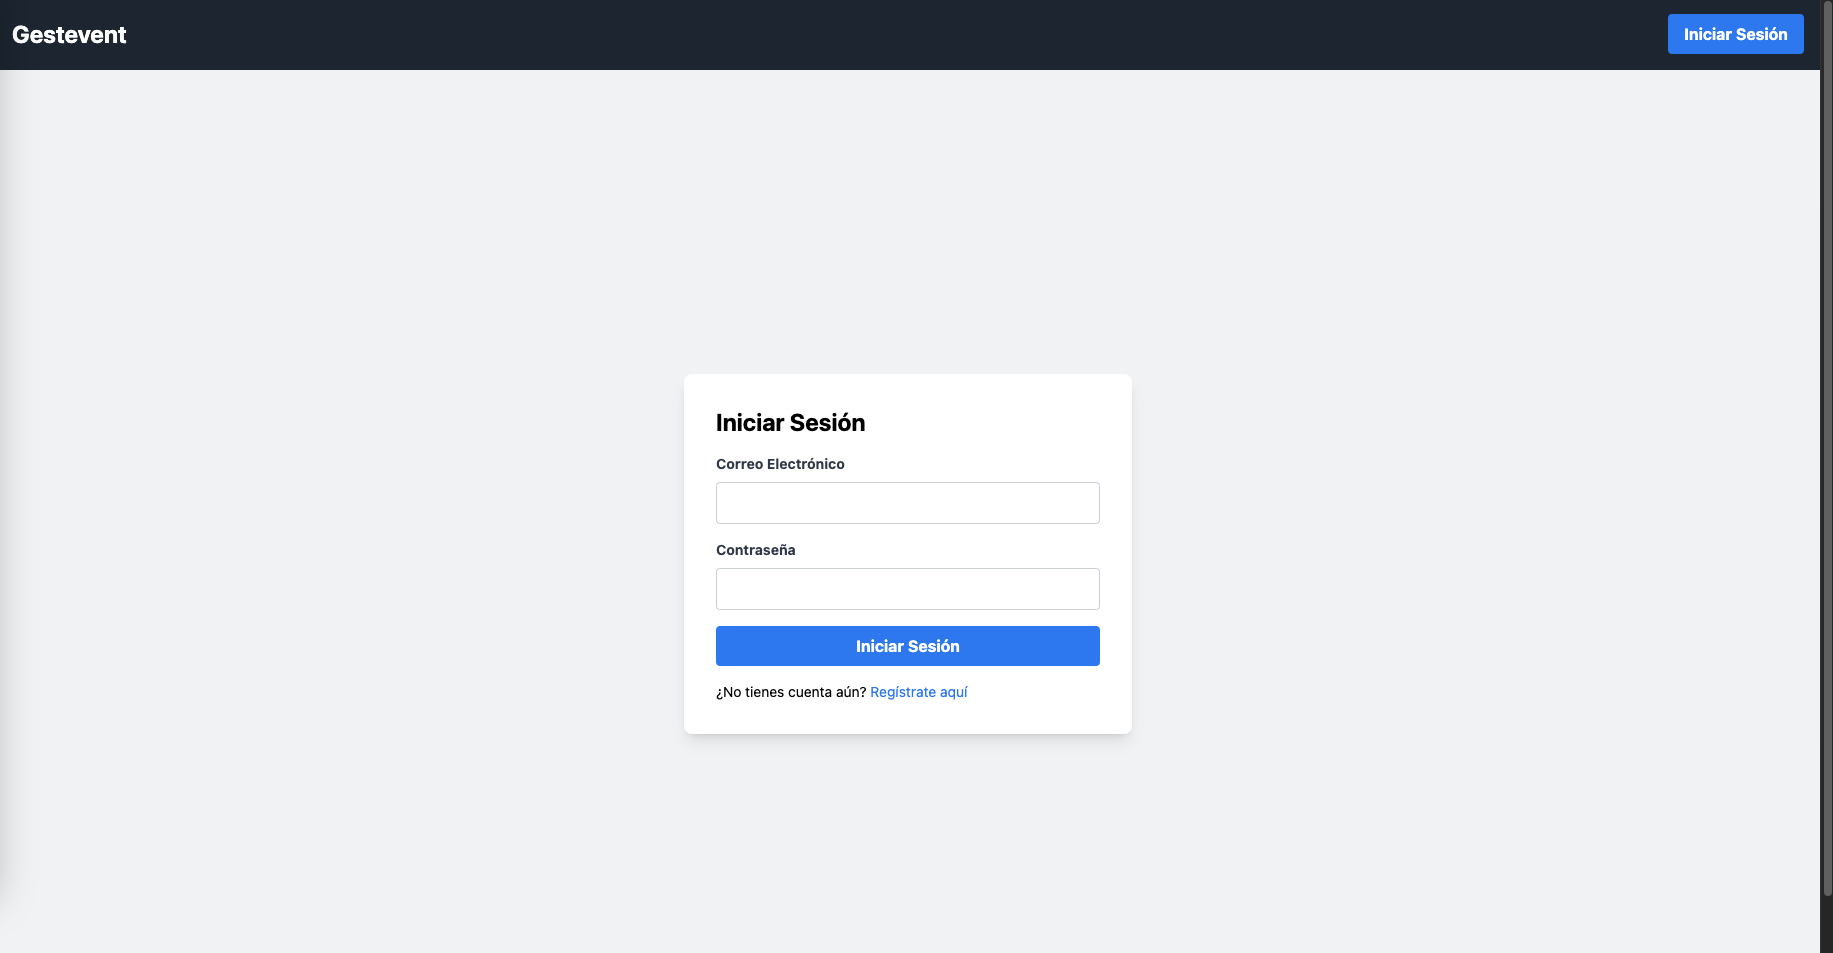 Gestevent
Iniciar Sesión
Iniciar Sesión
Correo Electrónico
Contraseña
Iniciar Sesión
¿No tienes cuenta aún? Regístrate aquí